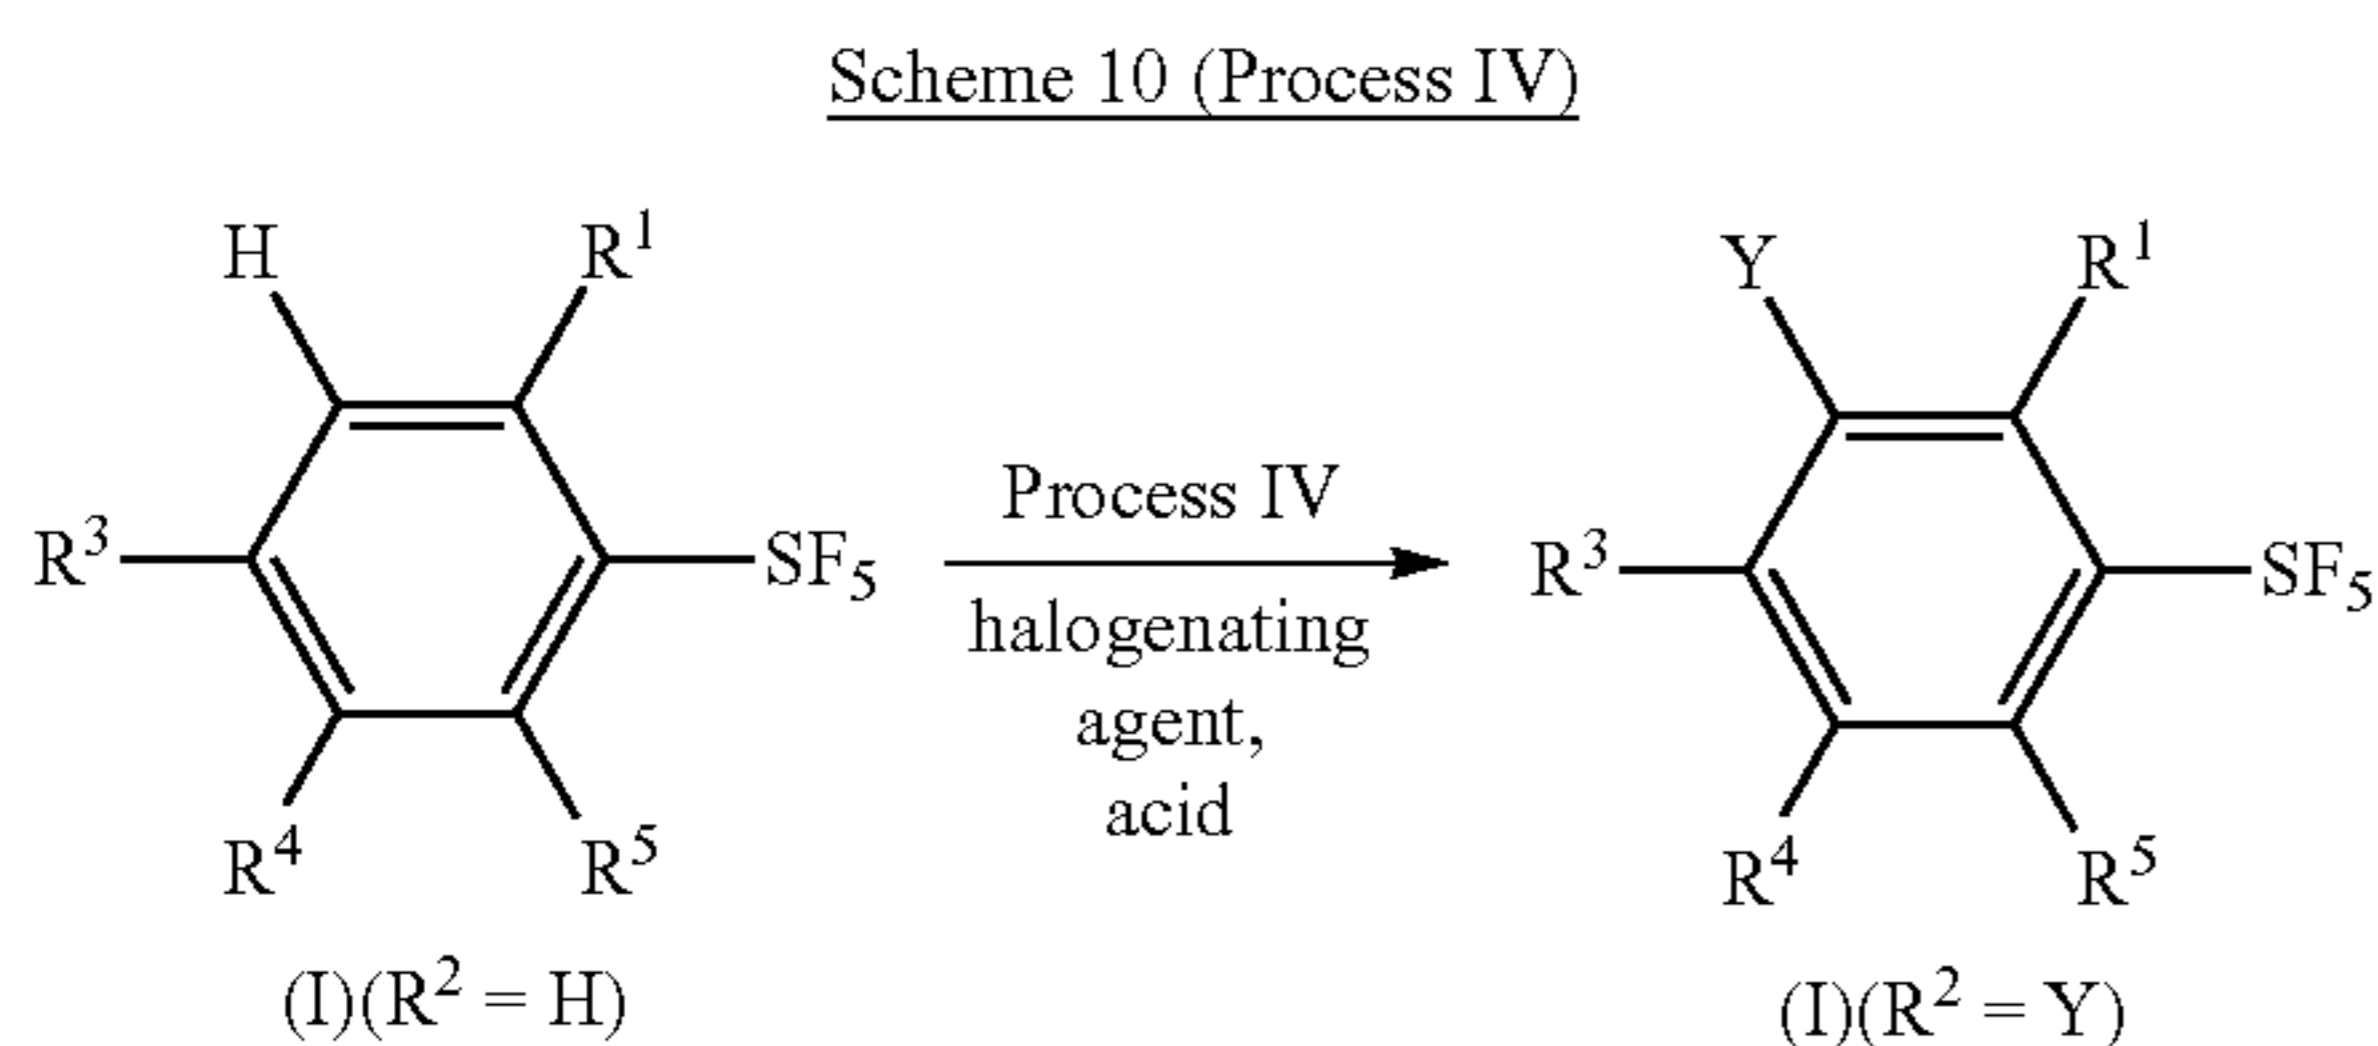 Scheme 10 (Process IV)
H
R¹
R³
SF₅
R⁴
R⁵
(I)(R² = H)
Process IV
halogenating
agent,
acid
Y
R¹
R³
SF₅
R⁴
R⁵
(I)(R² = Y)